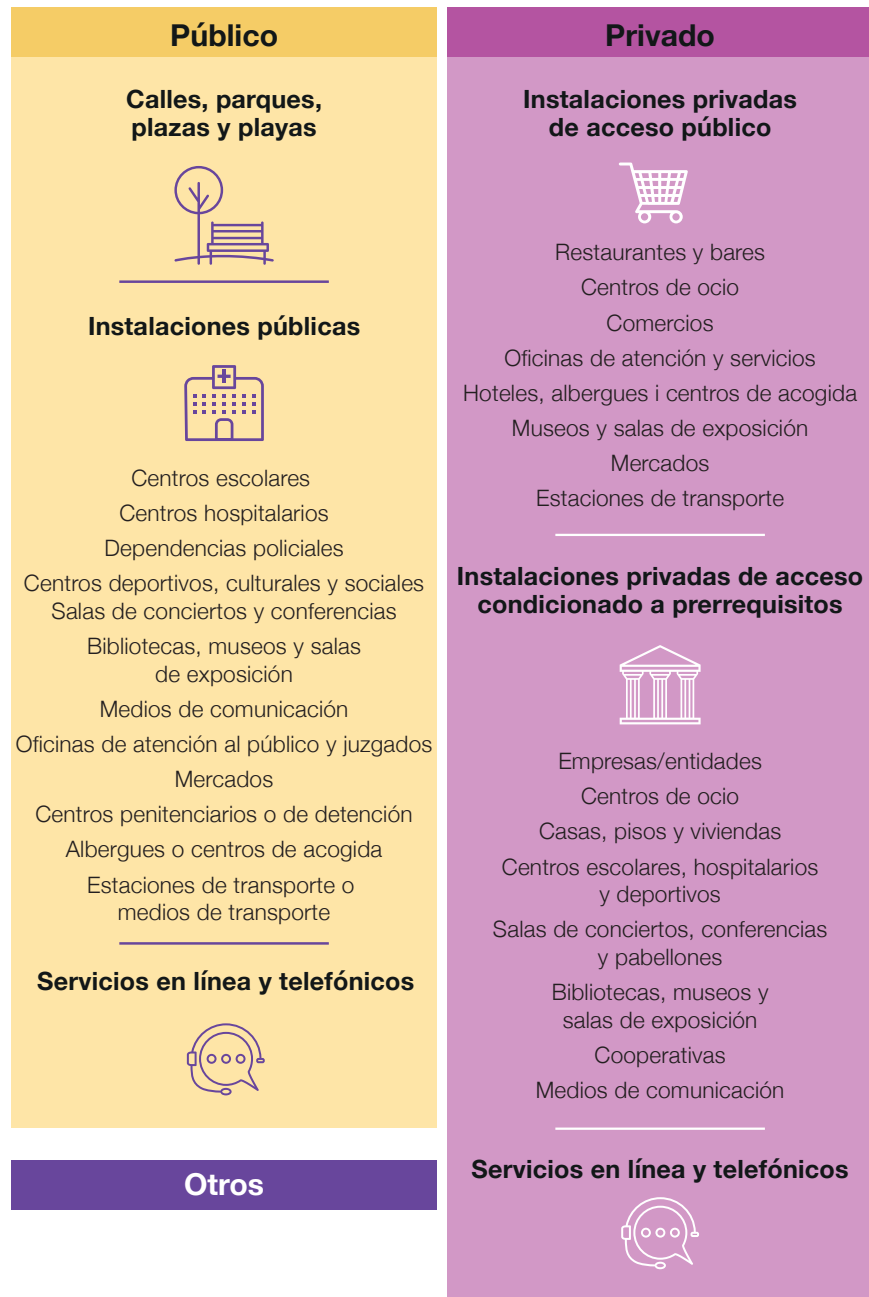 Público
Calles, parques,
plazas y playas
Instalaciones públicas
Centros escolares
Centros hospitalarios
Dependencias policiales
Centros deportivos, culturales y sociales
Salas de conciertos y conferencias
Bibliotecas, museos y salas
de exposición
Medios de comunicación
Oficinas de atención al público y juzgados
Mercados
Centros penitenciarios o de detención
Albergues o centros de acogida
Estaciones de transporte o
medios de transporte
Servicios en línea y telefónicos
Otros
Privado
Instalaciones privadas
de acceso público
Restaurantes y bares
Centros de ocio
Comercios
Oficinas de atención y servicios
Hoteles, albergues i centros de acogida
Museos y salas de exposición
Mercados
Estaciones de transporte
Instalaciones privadas de acceso
condicionado a prerrequisitos
Empresas/entidades
Centros de ocio
Casas, pisos y viviendas
Centros escolares, hospitalarios
y deportivos
Salas de conciertos, conferencias
y pabellones
Bibliotecas, museos y
salas de exposición
Cooperativas
Medios de comunicación
Servicios en línea y telefónicos